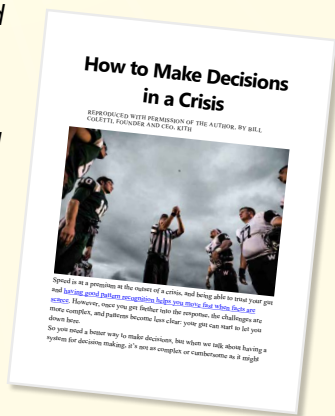 How to Make Decisions
in a Crisis
REPRODUCED WITH PERMISSION OF THE AUTHOR, BY BILL
COLETTI, FOUNDER AND CEO, KITH
Speed is at a premium at the outset of a crisis, and being able to trust your gut
and having good pattern recognition helps you move fast when facts are
scarce. However, once you get farther into the response, the challenges are
more complex, and patterns become less clear: your gut can start to let you
down here.
So you need a better way to make decisions, but when we talk about having a
system for decision making, it's not as complex or cumbersome as it might